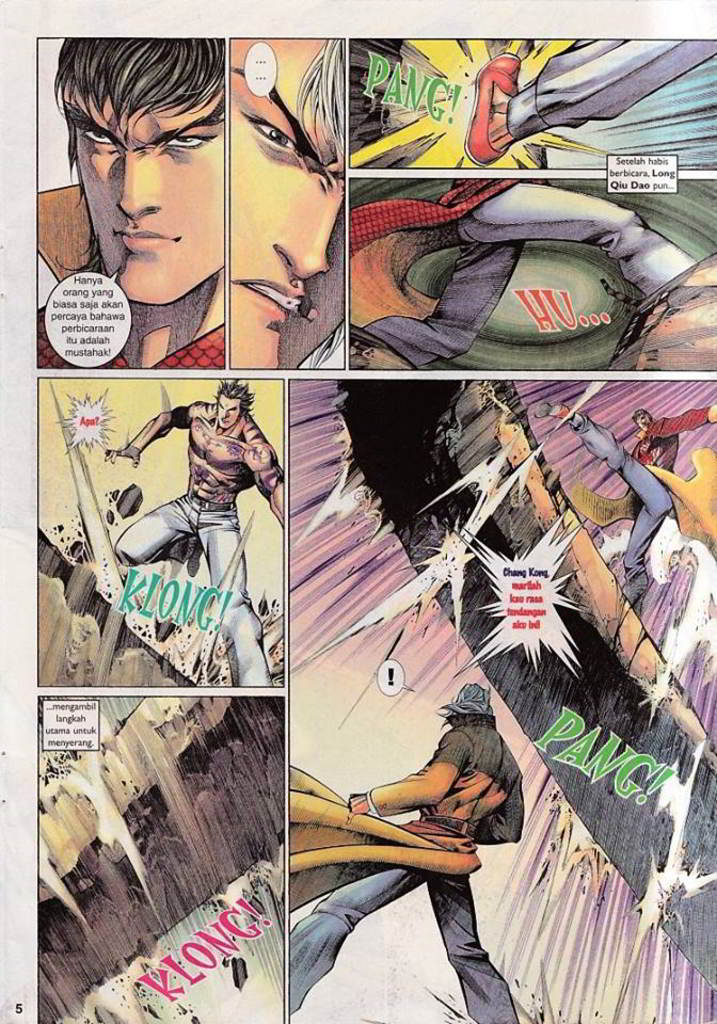 Hanya
orang yang
biasa saja akan
percaya bahawa
perbicaraan
itu adalah
mustahak!
...
...
PANG!
Setelah habis
berbicara, Long
Qiu Dao pun...
HU...
Apa?
KLONG!
...mengambil
langkah
utama untuk
menyerang.
KLONG!
Chang Kong,
marilah
kau rasa
tendangan
aku ini!
!
PANG!
5